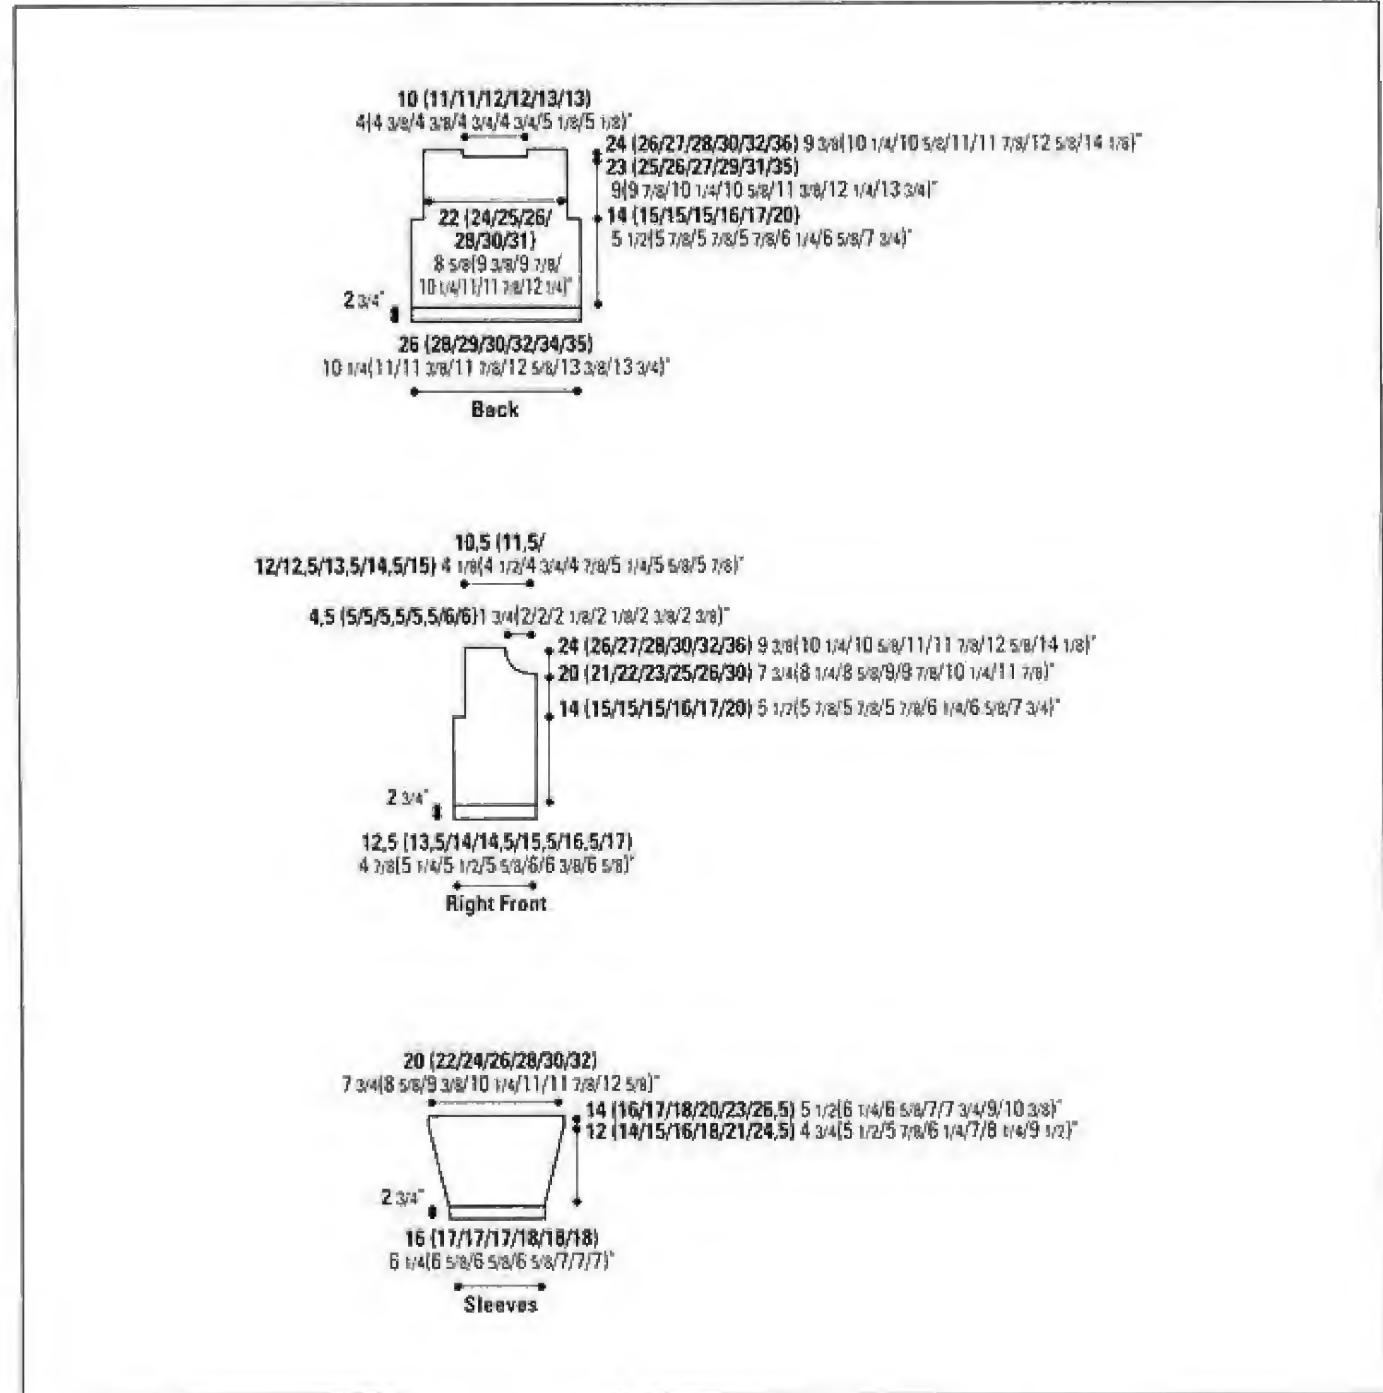 10 (11/11/12/12/13/13)
4(4 3/8/4 3/8/4 3/4/4 3/4/5 1/8/5 1/8)"
24 (26/27/28/30/32/36) 9 3/8(10 1/4/10 5/8/11/11 7/8/12 5/8/14 1/8)"
23 (25/26/27/29/31/35)
9(9 7/8/10 1/4/10 5/8/11 3/8/12 1/4/13 3/4)"
22 (24/25/26/
28/30/31)
8 5/8(9 3/8/9 7/8/
10 1/4/11/11 7/8/12 1/4)"
14 (15/15/15/16/17/20)
5 1/2(5 7/8/5 7/8/5 7/8/6 1/4/6 5/8/7 3/4)"
2 3/4"
26 (28/29/30/32/34/35)
10 1/4(11/11 3/8/11 7/8/12 5/8/13 3/8/13 3/4)"
Back
10,5 (11,5/
12/12,5/13,5/14,5/15) 4 1/8(4 1/2/4 3/4/4 7/8/5 1/4/5 5/8/5 7/8)"
4,5 (5/5/5,5/5,5/6/6)1 3/4(2/2/2 1/8/2 1/8/2 3/8/2 3/8)"
24 (26/27/28/30/32/36) 9 3/8(10 1/4/10 5/8/11/11 7/8/12 5/8/14 1/8)"
20 (21/22/23/25/26/30) 7 3/4(8 1/4/8 5/8/9/9 7/8/10 1/4/11 7/8)"
14 (15/15/15/16/17/20) 5 1/2(5 7/8/5 7/8/5 7/8/6 1/4/6 5/8/7 3/4)"
2 3/4"
12,5 (13,5/14/14,5/15,5/16,5/17)
4 7/8(5 1/4/5 1/2/5 5/8/6/6 3/8/6 5/8)"
Right Front
20 (22/24/26/28/30/32)
7 3/4(8 5/8/9 3/8/10 1/4/11/11 7/8/12 5/8)"
14 (16/17/18/20/23/26,5) 5 1/2(6 1/4/6 5/8/7/7 3/4/9/10 3/8)"
12 (14/15/16/18/21/24,5) 4 3/4(5 1/2/5 7/8/6 1/4/7/8 1/4/9 1/2)"
2 3/4"
16 (17/17/17/18/18/18)
6 1/4(6 5/8/6 5/8/6 5/8/7/7/7)"
Sleeves